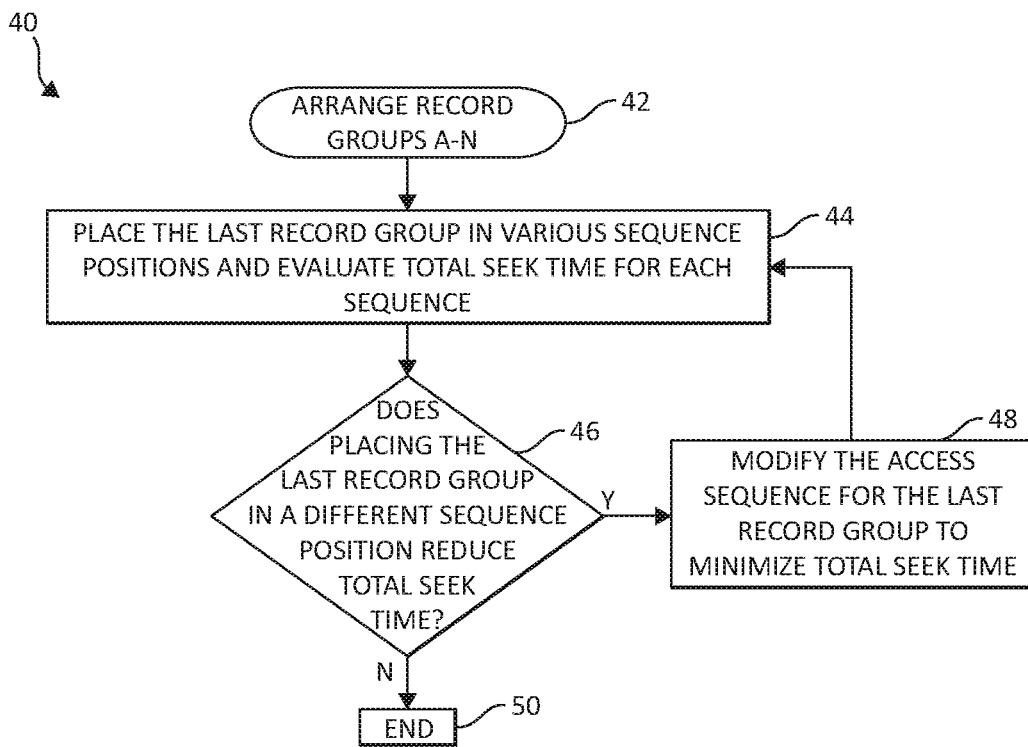 40
ARRANGE RECORD
GROUPS A-N
42
PLACE THE LAST RECORD GROUP IN VARIOUS SEQUENCE
POSITIONS AND EVALUATE TOTAL SEEK TIME FOR EACH
SEQUENCE
44
DOES
PLACING THE
LAST RECORD GROUP
IN A DIFFERENT SEQUENCE
POSITION REDUCE
TOTAL SEEK
TIME?
46
Y
N
48
MODIFY THE ACCESS
SEQUENCE FOR THE LAST
RECORD GROUP TO
MINIMIZE TOTAL SEEK TIME
END
50